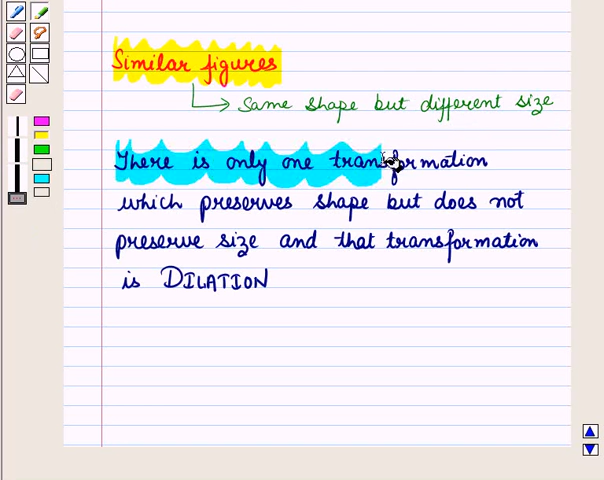 Similar figures
Same shape but different size
There is only one transformation
which preserves shape but does not
preserve size and that transformation
is DILATION